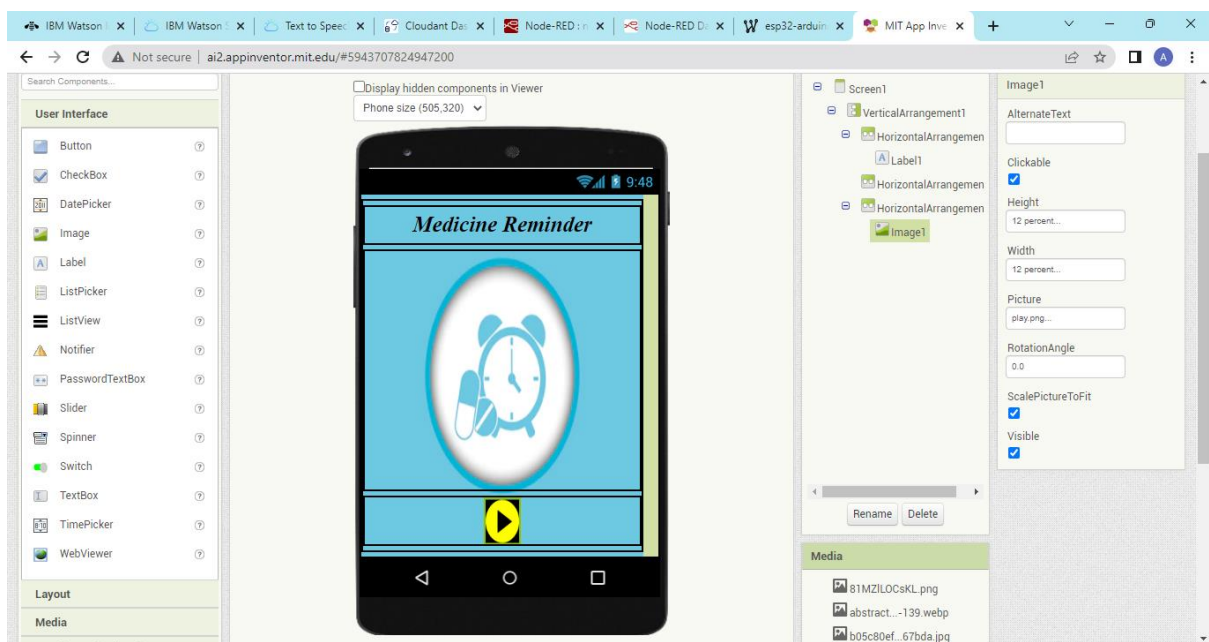 IBM Watson I
IBM Watson S
Text to Speec
Cloudant Das
Node-RED : n
Node-RED Da
esp32-arduin
MIT App Inve
Not secure | ai2.appinventor.mit.edu/#5943707824947200
A
Search Components...
User Interface
Button
CheckBox
DatePicker
Image
Label
ListPicker
ListView
Notifier
PasswordTextBox
Slider
Spinner
Switch
TextBox
TimePicker
WebViewer
Layout
Media
Display hidden components in Viewer
Phone size (505,320)
9:48
Medicine Reminder
Screen1
VerticalArrangement1
HorizontalArrangemen
Label1
HorizontalArrangemen
HorizontalArrangemen
Image1
Rename Delete
Media
81MZlLOCsKL.png
abstract...-139.webp
b05c80ef...67bda.jpg
Image1
AlternateText
Clickable
Height
12 percent...
Width
12 percent...
Picture
play.png...
RotationAngle
0.0
ScalePictureToFit
Visible